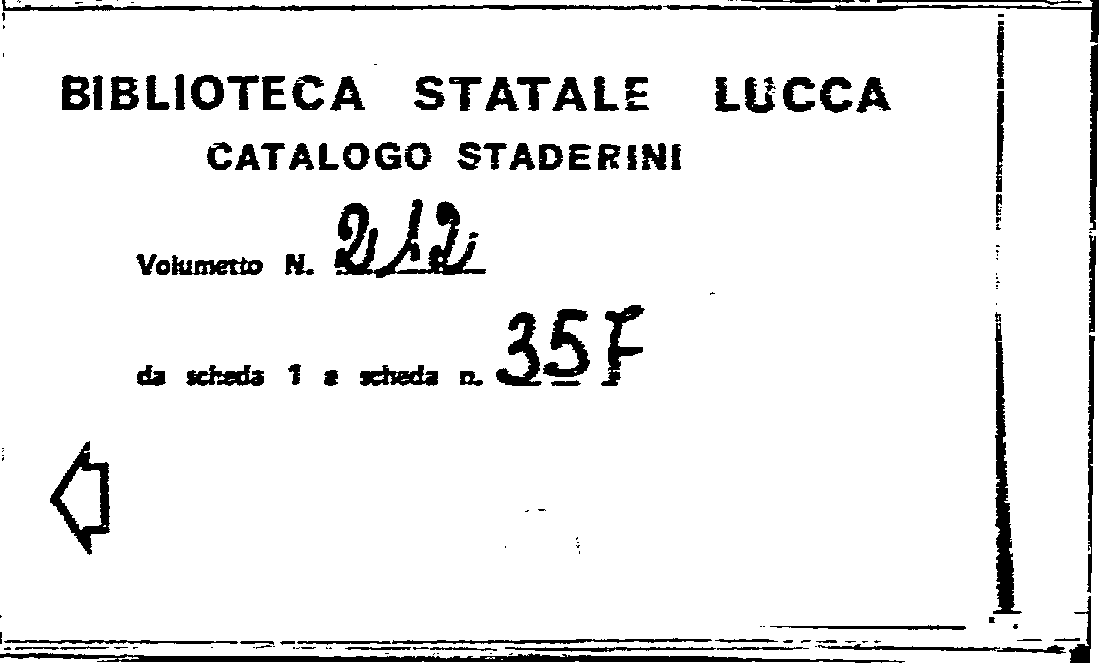 BIBLIOTECA STATALE LUCCA
CATALOGO STADERINI
Volumetto N. 212
da scheda 1 a scheda n. 357